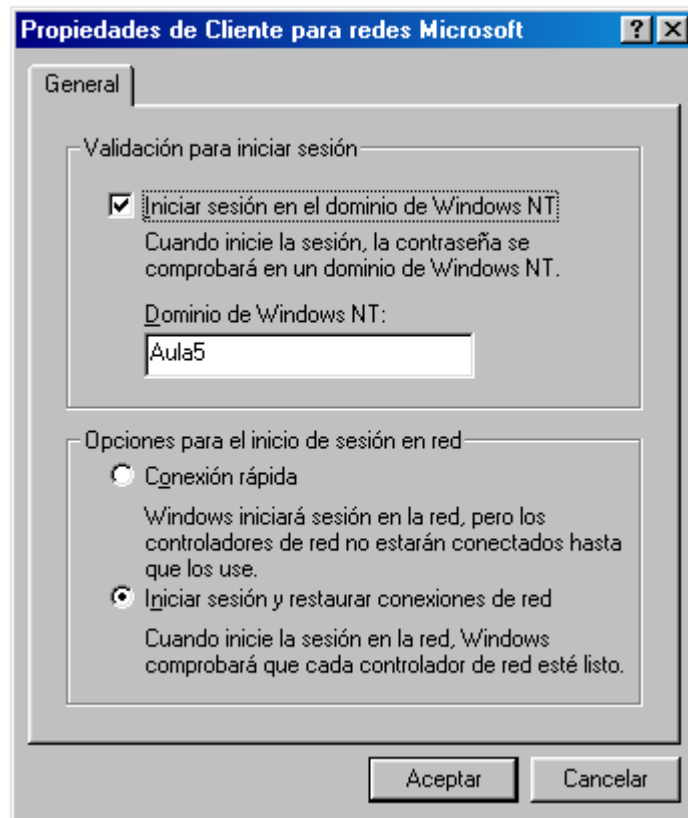 Propiedades de Cliente para redes Microsoft
General
Validación para iniciar sesión
Iniciar sesión en el dominio de Windows NT
Cuando inicie la sesión, la contraseña se
comprobará en un dominio de Windows NT.
Dominio de Windows NT:
Aula5
Opciones para el inicio de sesión en red
Conexión rápida
Windows iniciará sesión en la red, pero los
controladores de red no estarán conectados hasta
que los use.
Iniciar sesión y restaurar conexiones de red
Cuando inicie la sesión en la red, Windows
comprobará que cada controlador de red esté listo.
Aceptar
Cancelar